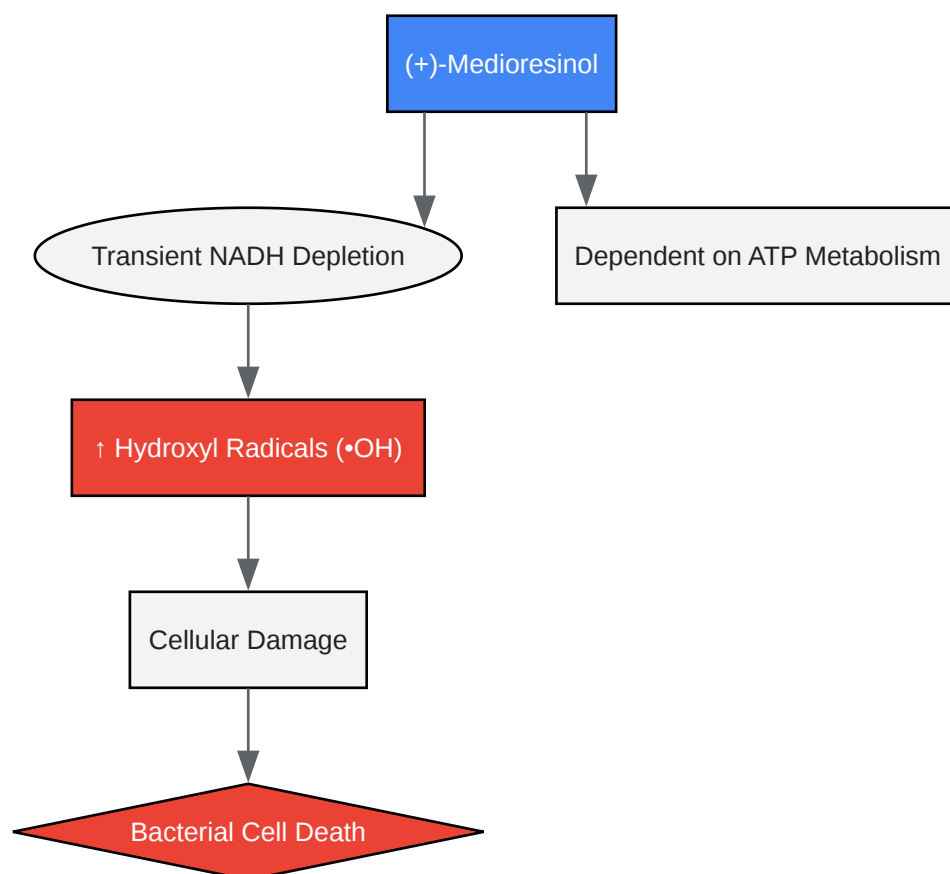 (+)-Medioresinol
Transient NADH Depletion
Dependent on ATP Metabolism
↑ Hydroxyl Radicals (•OH)
Cellular Damage
Bacterial Cell Death